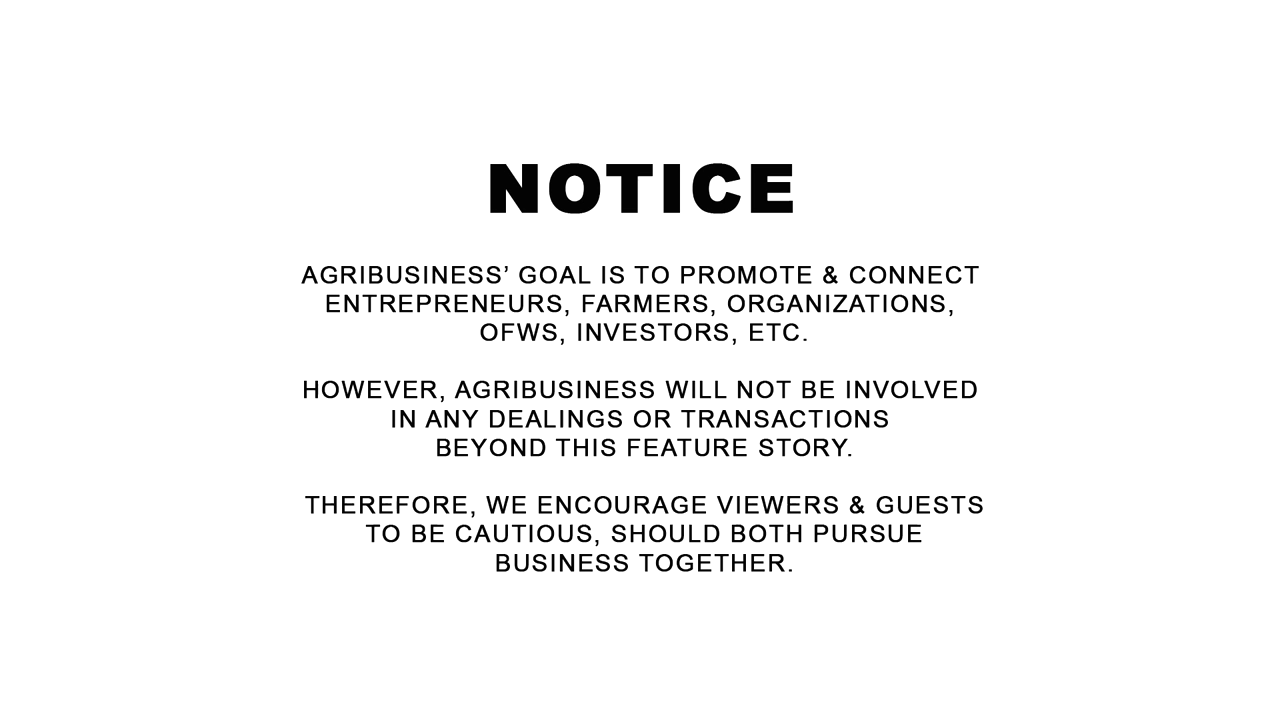 NOTICE
AGRIBUSINESS’ GOAL IS TO PROMOTE & CONNECT
ENTREPRENEURS, FARMERS, ORGANIZATIONS,
OFWS, INVESTORS, ETC.
HOWEVER, AGRIBUSINESS WILL NOT BE INVOLVED
IN ANY DEALINGS OR TRANSACTIONS
BEYOND THIS FEATURE STORY.
THEREFORE, WE ENCOURAGE VIEWERS & GUESTS
TO BE CAUTIOUS, SHOULD BOTH PURSUE
BUSINESS TOGETHER.